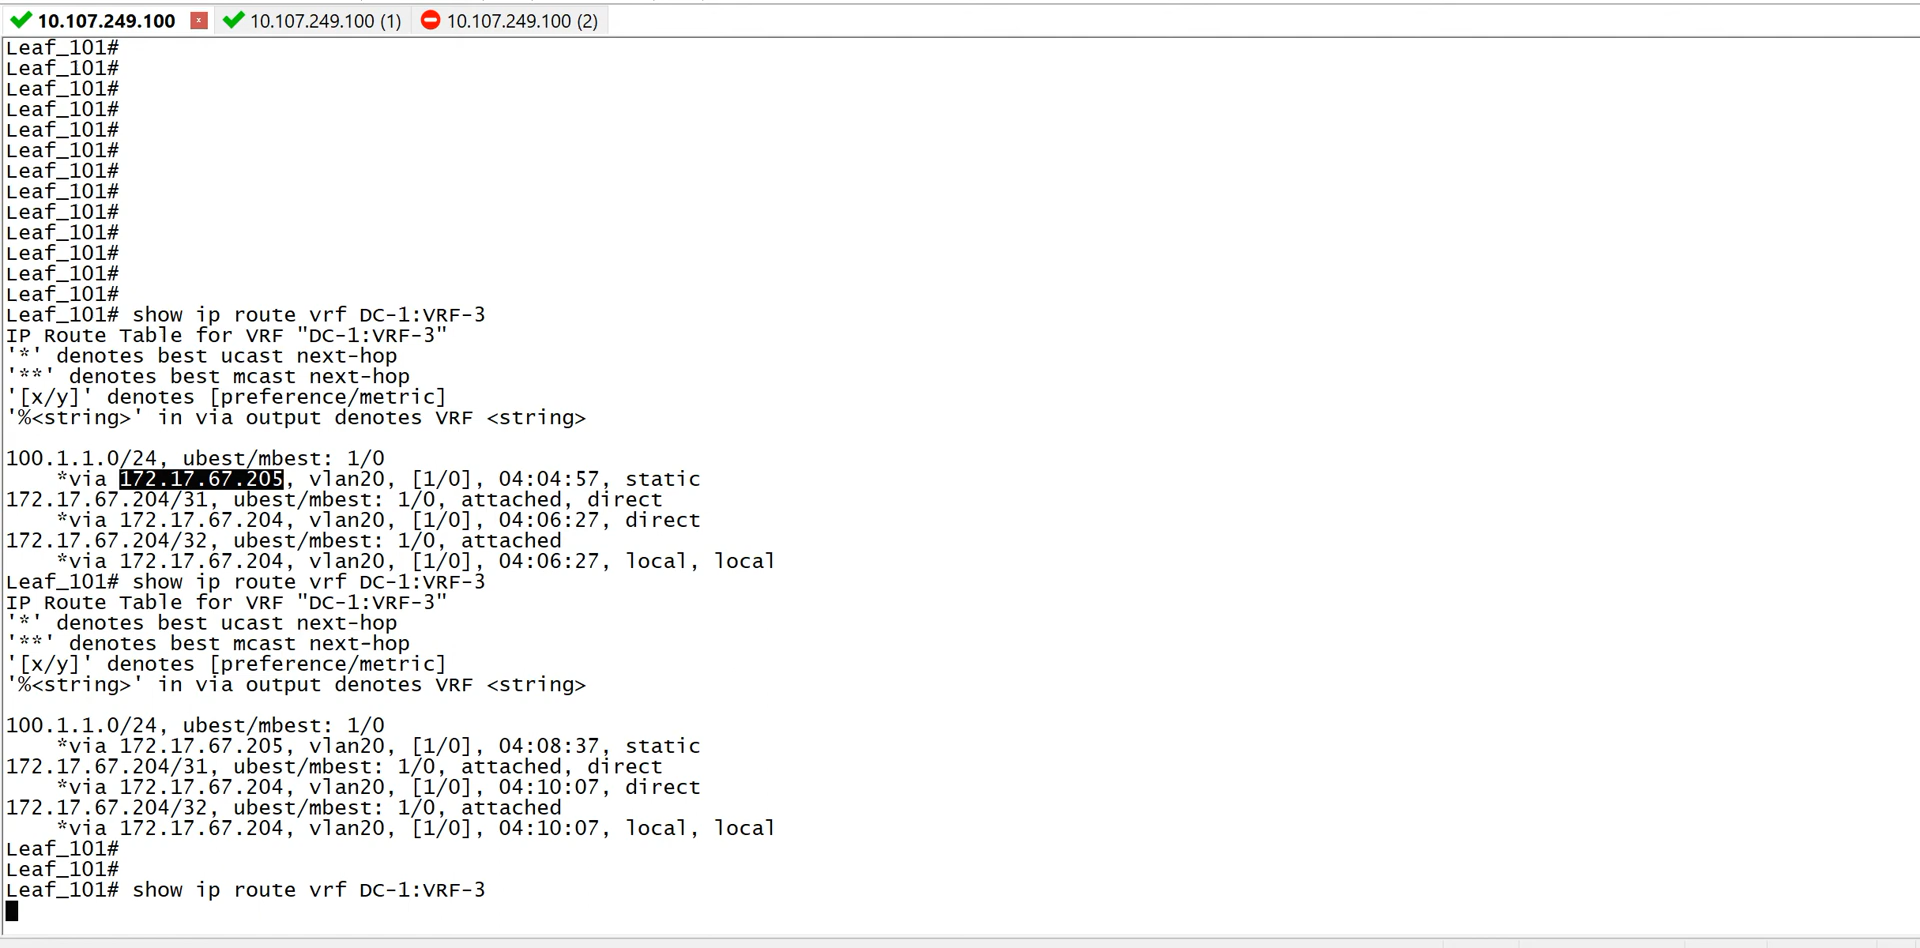 10.107.249.100 x 10.107.249.100 (1) 10.107.249.100 (2)
Leaf_101#
Leaf_101#
Leaf_101#
Leaf_101#
Leaf_101#
Leaf_101#
Leaf_101#
Leaf_101#
Leaf_101#
Leaf_101#
Leaf_101#
Leaf_101#
Leaf_101#
Leaf_101# show ip route vrf DC-1:VRF-3
IP Route Table for VRF "DC-1:VRF-3"
'*' denotes best ucast next-hop
'**' denotes best mcast next-hop
'[x/y]' denotes [preference/metric]
'%<string>' in via output denotes VRF <string>

100.1.1.0/24, ubest/mbest: 1/0
    *via 172.17.67.205, vlan20, [1/0], 04:04:57, static
172.17.67.204/31, ubest/mbest: 1/0, attached, direct
    *via 172.17.67.204, vlan20, [1/0], 04:06:27, direct
172.17.67.204/32, ubest/mbest: 1/0, attached
    *via 172.17.67.204, vlan20, [1/0], 04:06:27, local, local
Leaf_101# show ip route vrf DC-1:VRF-3
IP Route Table for VRF "DC-1:VRF-3"
'*' denotes best ucast next-hop
'**' denotes best mcast next-hop
'[x/y]' denotes [preference/metric]
'%<string>' in via output denotes VRF <string>

100.1.1.0/24, ubest/mbest: 1/0
    *via 172.17.67.205, vlan20, [1/0], 04:08:37, static
172.17.67.204/31, ubest/mbest: 1/0, attached, direct
    *via 172.17.67.204, vlan20, [1/0], 04:10:07, direct
172.17.67.204/32, ubest/mbest: 1/0, attached
    *via 172.17.67.204, vlan20, [1/0], 04:10:07, local, local
Leaf_101#
Leaf_101#
Leaf_101# show ip route vrf DC-1:VRF-3